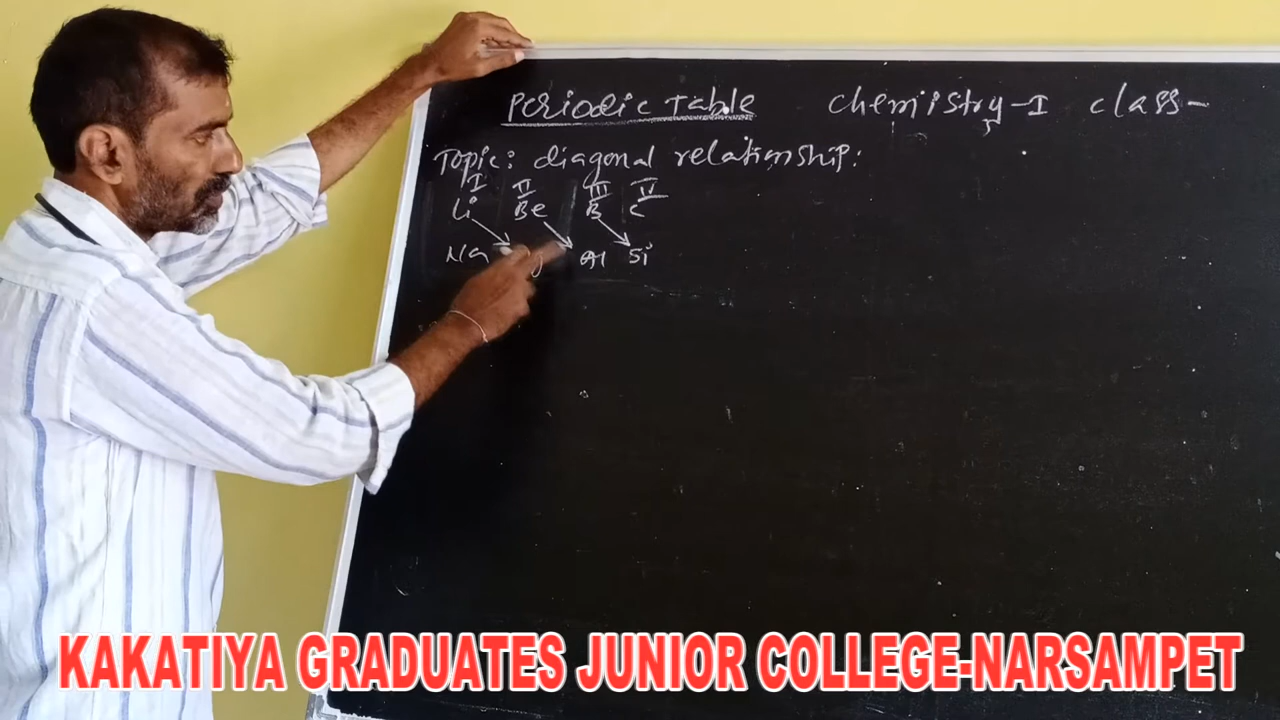 Periodic Table Chemistry-I class-
Topic: diagonal relationship:
I II III IV
Li Be B C
Na Al Si
KAKATIYA GRADUATES JUNIOR COLLEGE-NARSAMPET